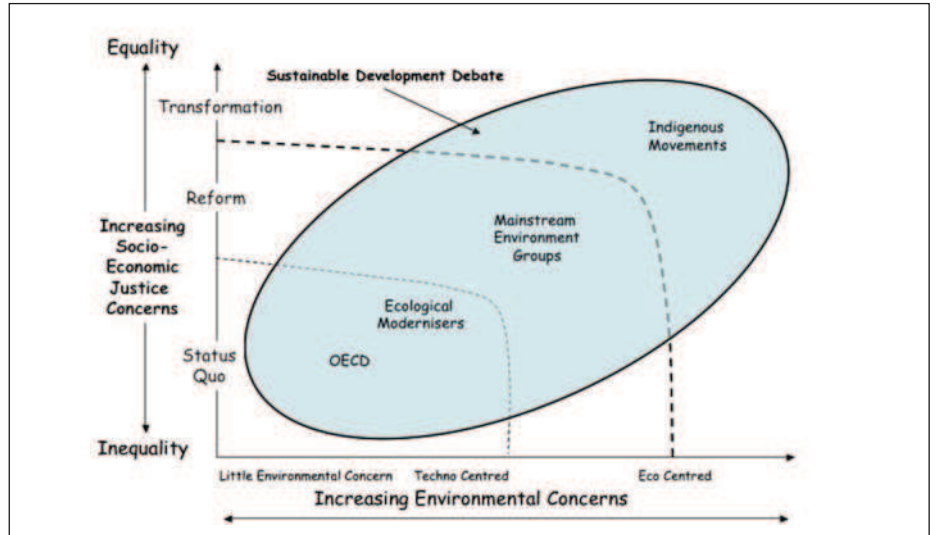 Equality
Sustainable Development Debate
Transformation
Indigenous
Movements
Reform
Mainstream
Environment
Groups
Increasing
Socio-
Economic
Justice
Concerns
Ecological
Modernisers
OECD
Status
Quo
Inequality
Little Environmental Concern
Techno Centred
Eco Centred
Increasing Environmental Concerns